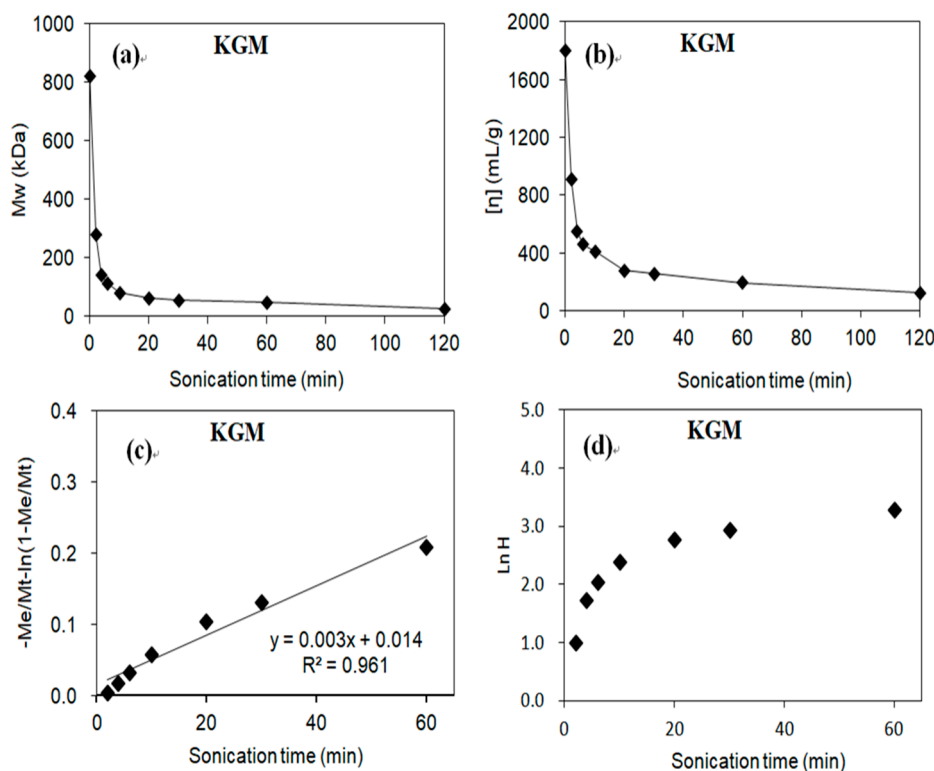 (a) KGM
Mw (kDa)
1000
800
600
400
200
0
0 20 40 60 80 100 120
Sonication time (min)
(b) KGM
[η] (mL/g)
2000
1600
1200
800
400
0
0 20 40 60 80 100 120
Sonication time (min)
(c) KGM
-Me/Mt-ln(1-Me/Mt)
0.4
0.3
0.2
0.1
0.0
y = 0.003x + 0.014
R² = 0.961
0 20 40 60
Sonication time (min)
(d) KGM
Ln H
5.0
4.0
3.0
2.0
1.0
0.0
0 20 40 60
Sonication time (min)